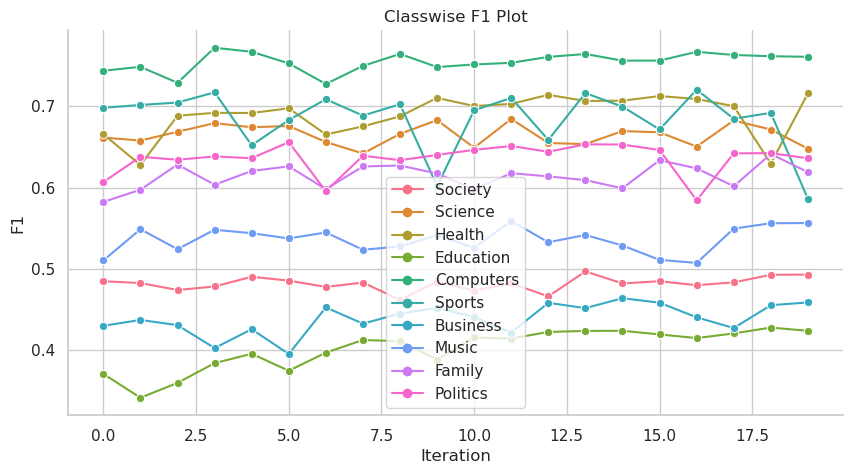 Classwise F1 Plot
F1
0.7
0.6
0.5
0.4
Society
Science
Health
Education
Computers
Sports
Business
Music
Family
Politics
0.0 2.5 5.0 7.5 10.0 12.5 15.0 17.5
Iteration